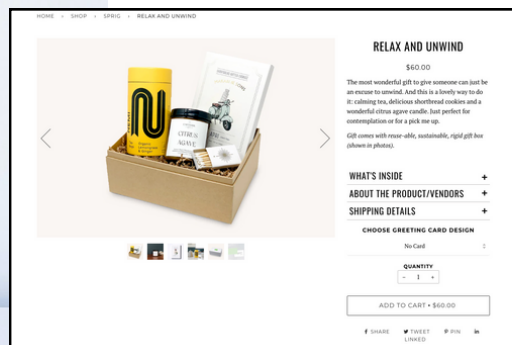 HOME › SHOP › SPRIG › RELAX AND UNWIND
RELAX AND UNWIND
$60.00
The most wonderful gift to give someone can just be
an excuse to unwind. And this is a lovely way to do
it: calming tea, delicious shortbread cookies and a
wonderful citrus agave candle. Just perfect for
contemplation or for a pick me up.
Gift comes with reuse-able, sustainable, rigid gift box
(shown in photos).
WHAT'S INSIDE +
ABOUT THE PRODUCT/VENDORS +
SHIPPING DETAILS +
CHOOSE GREETING CARD DESIGN
No Card
QUANTITY
- 1 +
ADD TO CART • $60.00
SHARE TWEET PIN in
LINKED
CITRUS
AGAVE